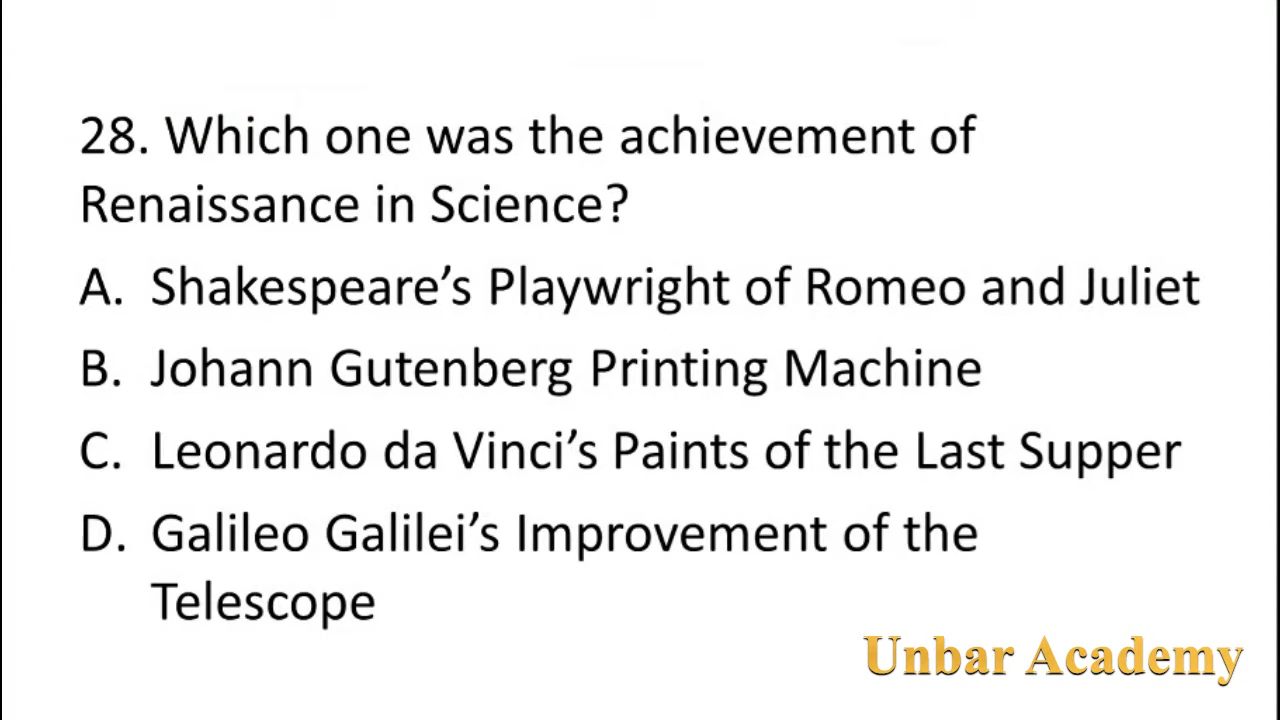 28. Which one was the achievement of
Renaissance in Science?
A. Shakespeare’s Playwright of Romeo and Juliet
B. Johann Gutenberg Printing Machine
C. Leonardo da Vinci’s Paints of the Last Supper
D. Galileo Galilei’s Improvement of the
Telescope
Unbar Academy